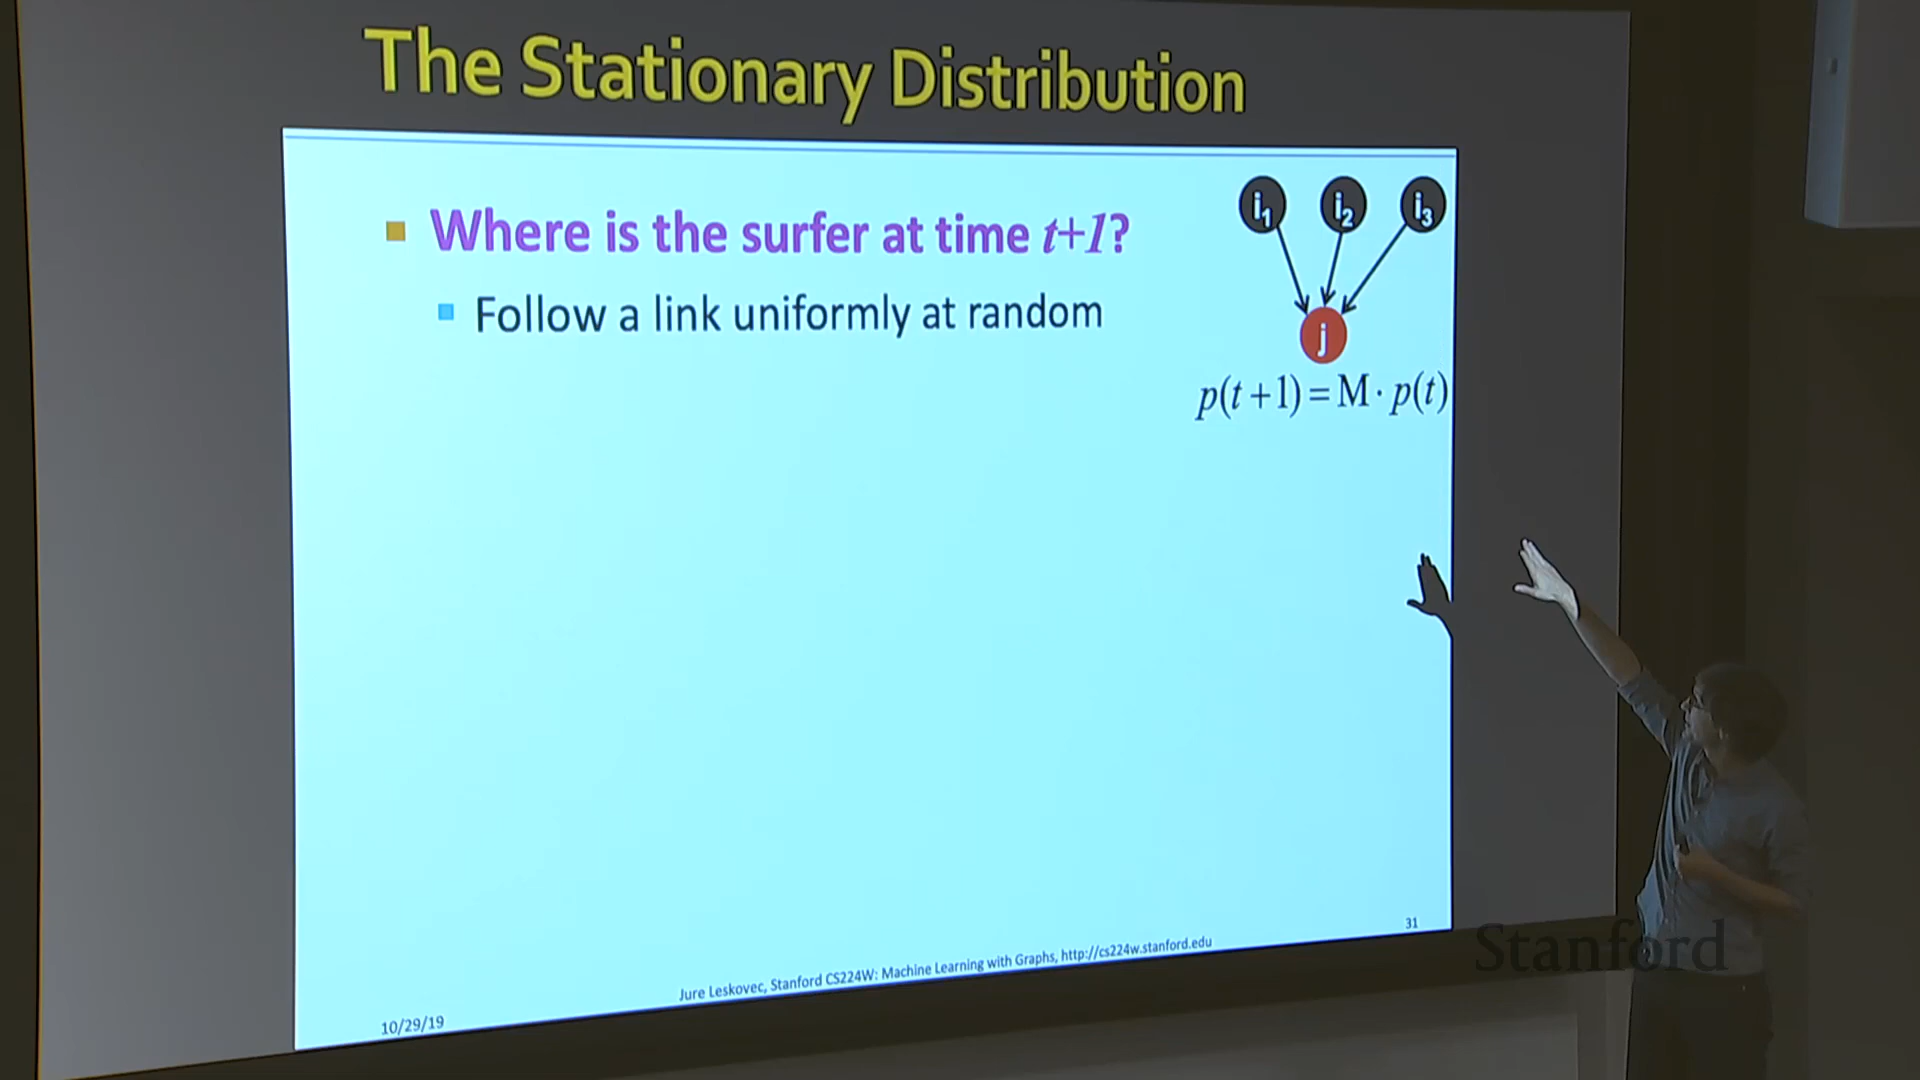 The Stationary Distribution
Where is the surfer at time t+1?
Follow a link uniformly at random
i1 i2 i3
j
p(t+1)=M·p(t)
31
Jure Leskovec, Stanford CS224W: Machine Learning with Graphs, http://cs224w.stanford.edu
10/29/19
Stanford